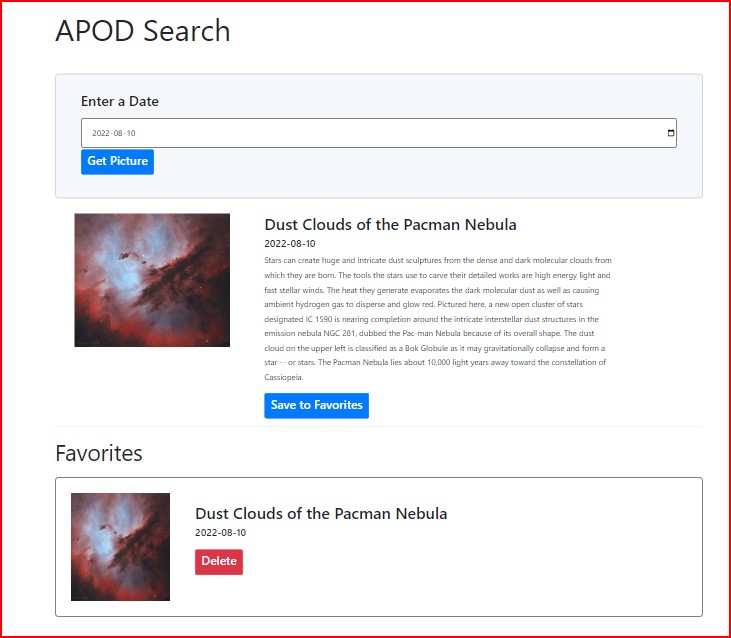 APOD Search
Enter a Date
2022-08-10
Get Picture
Dust Clouds of the Pacman Nebula
2022-08-10
Stars can create huge and intricate dust sculptures from the dense and dark molecular clouds from
which they are born. The tools the stars use to carve their detailed works are high energy light and
fast stellar winds. The heat they generate evaporates the dark molecular dust as well as causing
ambient hydrogen gas to disperse and glow red. Pictured here, a new open cluster of stars
designated IC 1590 is nearing completion around the intricate interstellar dust structures in the
emission nebula NGC 281, dubbed the Pac-man Nebula because of its overall shape. The dust
cloud on the upper left is classified as a Bok Globule as it may gravitationally collapse and form a
star -- or stars. The Pacman Nebula lies about 10,000 light years away toward the constellation of
Cassiopeia.
Save to Favorites
Favorites
Dust Clouds of the Pacman Nebula
2022-08-10
Delete